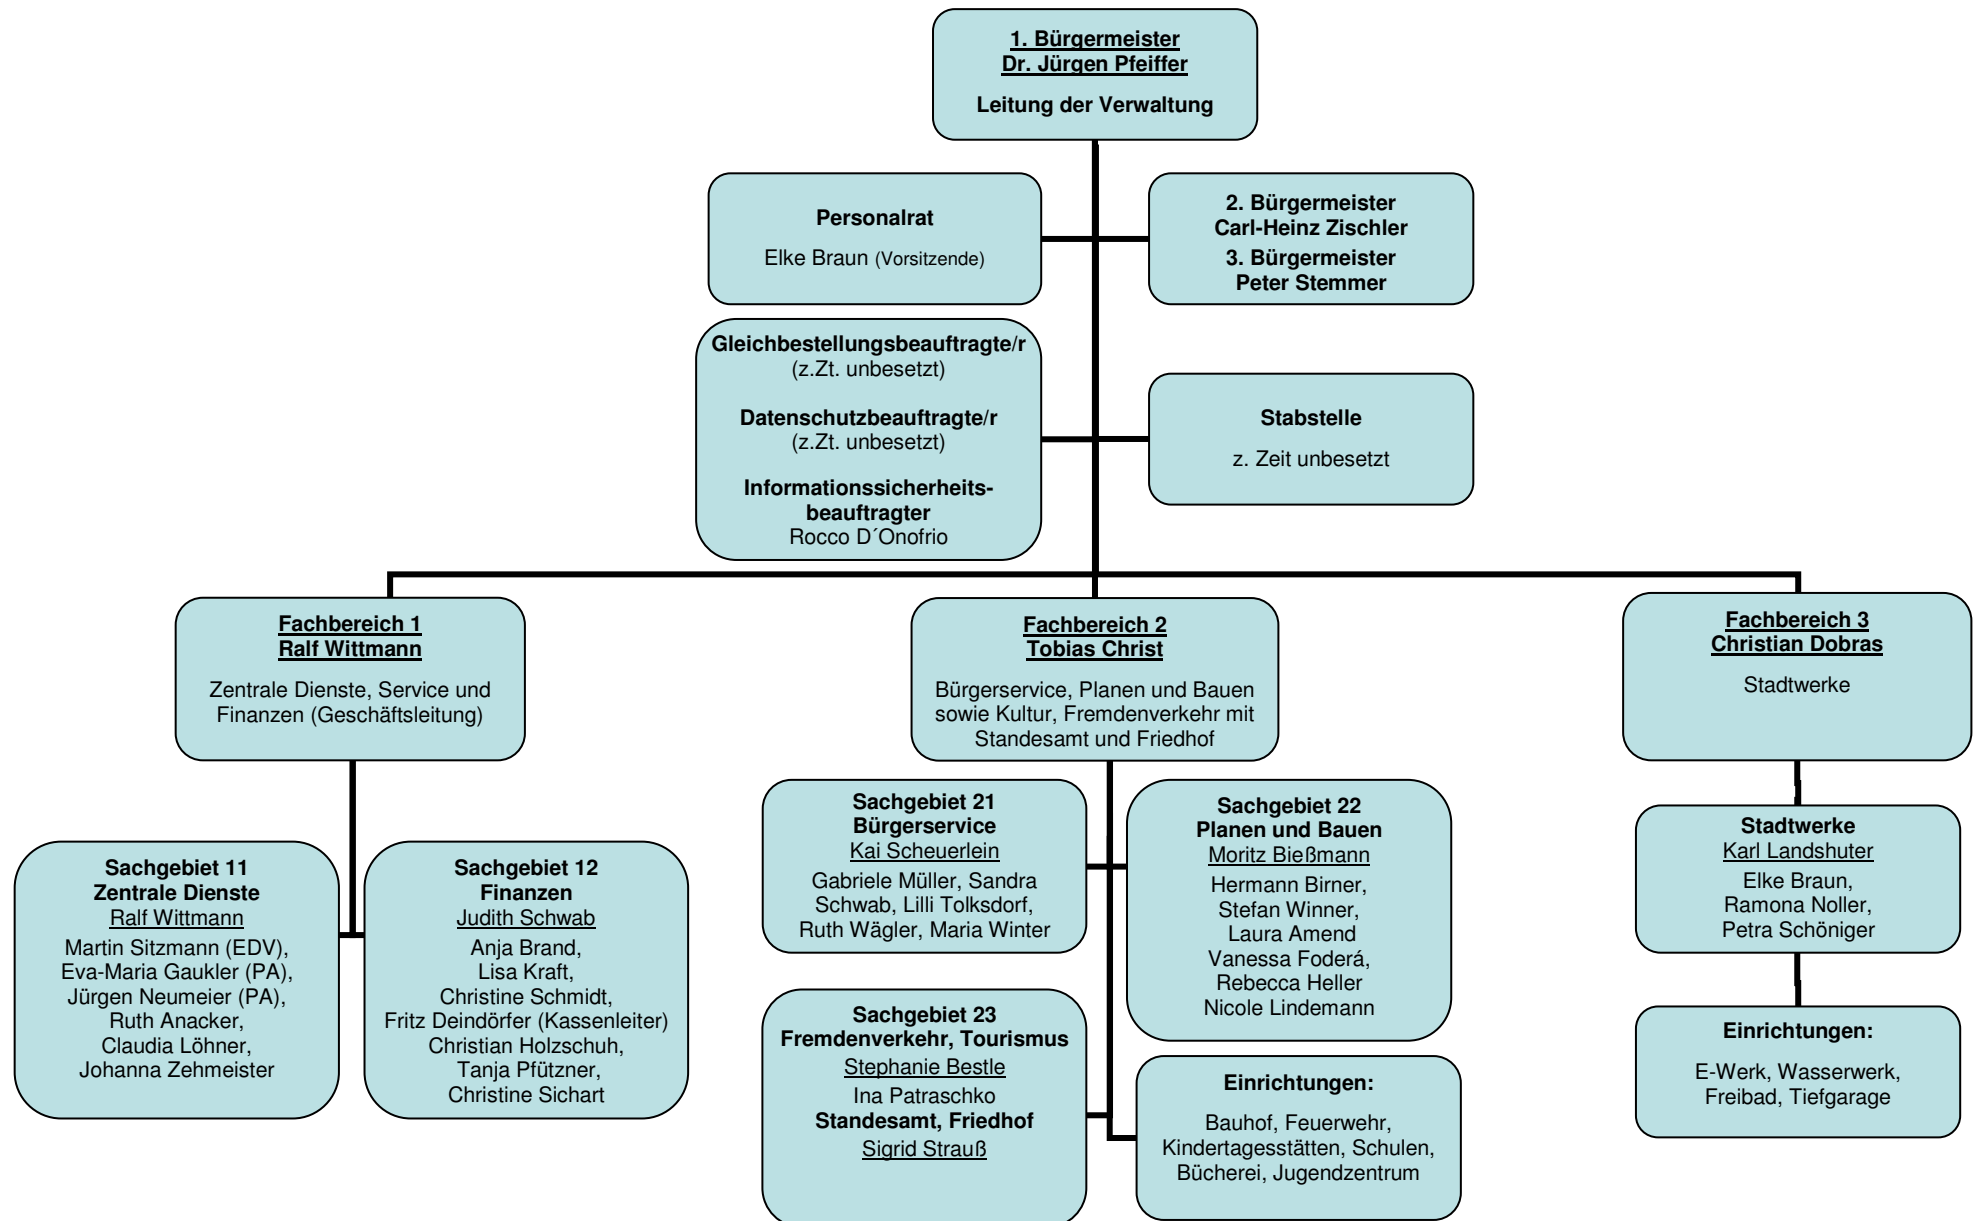 1. Bürgermeister
Dr. Jürgen Pfeiffer
Leitung der Verwaltung
Personalrat
Elke Braun (Vorsitzende)
2. Bürgermeister
Carl-Heinz Zischler
3. Bürgermeister
Peter Stemmer
Gleichbestellungsbeauftragte/r
(z.Zt. unbesetzt)
Datenschutzbeauftragte/r
(z.Zt. unbesetzt)
Informationssicherheits-
beauftragter
Rocco D´Onofrio
Stabstelle
z. Zeit unbesetzt
Fachbereich 1
Ralf Wittmann
Zentrale Dienste, Service und
Finanzen (Geschäftsleitung)
Fachbereich 2
Tobias Christ
Bürgerservice, Planen und Bauen
sowie Kultur, Fremdenverkehr mit
Standesamt und Friedhof
Fachbereich 3
Christian Dobras
Stadtwerke
Sachgebiet 11
Zentrale Dienste
Ralf Wittmann
Martin Sitzmann (EDV),
Eva-Maria Gaukler (PA),
Jürgen Neumeier (PA),
Ruth Anacker,
Claudia Löhner,
Johanna Zehmeister
Sachgebiet 12
Finanzen
Judith Schwab
Anja Brand,
Lisa Kraft,
Christine Schmidt,
Fritz Deindörfer (Kassenleiter)
Christian Holzschuh,
Tanja Pfützner,
Christine Sichart
Sachgebiet 21
Bürgerservice
Kai Scheuerlein
Gabriele Müller, Sandra
Schwab, Lilli Tolksdorf,
Ruth Wägler, Maria Winter
Sachgebiet 22
Planen und Bauen
Moritz Bießmann
Hermann Birner,
Stefan Winner,
Laura Amend
Vanessa Foderá,
Rebecca Heller
Nicole Lindemann
Sachgebiet 23
Fremdenverkehr, Tourismus
Stephanie Bestle
Ina Patraschko
Standesamt, Friedhof
Sigrid Strauß
Einrichtungen:
Bauhof, Feuerwehr,
Kindertagesstätten, Schulen,
Bücherei, Jugendzentrum
Stadtwerke
Karl Landshuter
Elke Braun,
Ramona Noller,
Petra Schöniger
Einrichtungen:
E-Werk, Wasserwerk,
Freibad, Tiefgarage